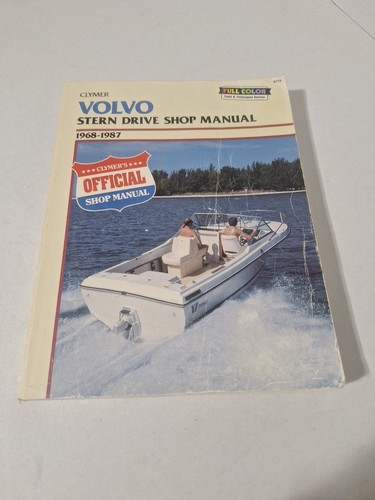 CLYMER
FULL COLOR
VOLVO
STERN DRIVE SHOP MANUAL
1968-1987
CLYMER'S
OFFICIAL
SHOP MANUAL